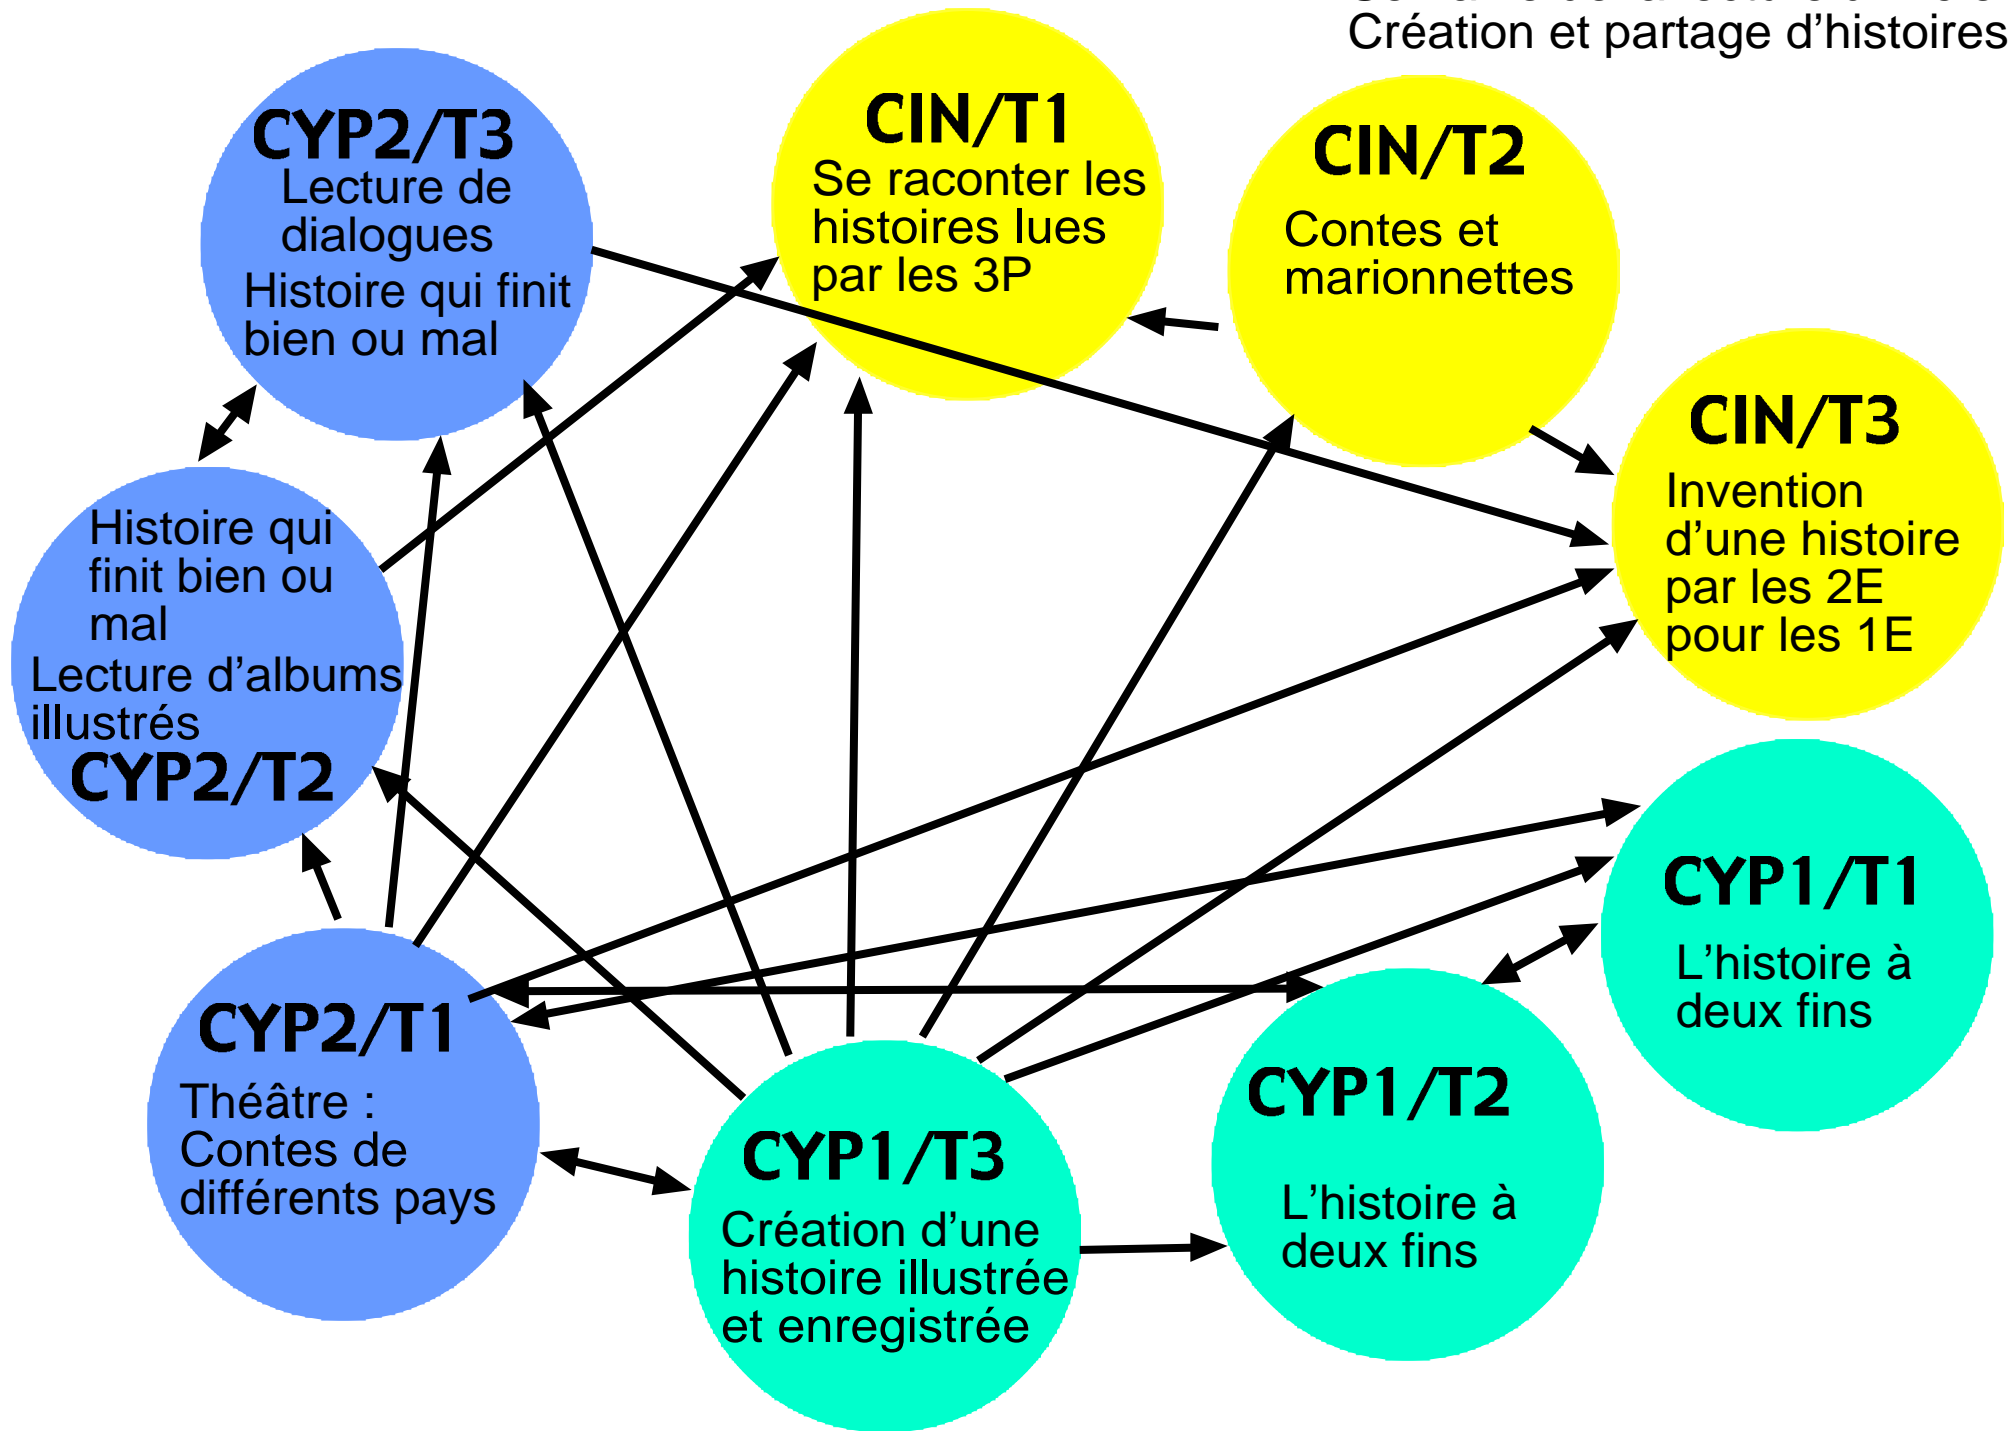 Création et partage d’histoires
CYP2/T3
Lecture de
dialogues
Histoire qui finit
bien ou mal
CIN/T1
Se raconter les
histoires lues
par les 3P
CIN/T2
Contes et
marionnettes
CIN/T3
Invention
d’une histoire
par les 2E
pour les 1E
Histoire qui
finit bien ou
mal
Lecture d’albums
illustrés
CYP2/T2
CYP1/T1
L’histoire à
deux fins
CYP2/T1
Théâtre :
Contes de
différents pays
CYP1/T2
L’histoire à
deux fins
CYP1/T3
Création d’une
histoire illustrée
et enregistrée